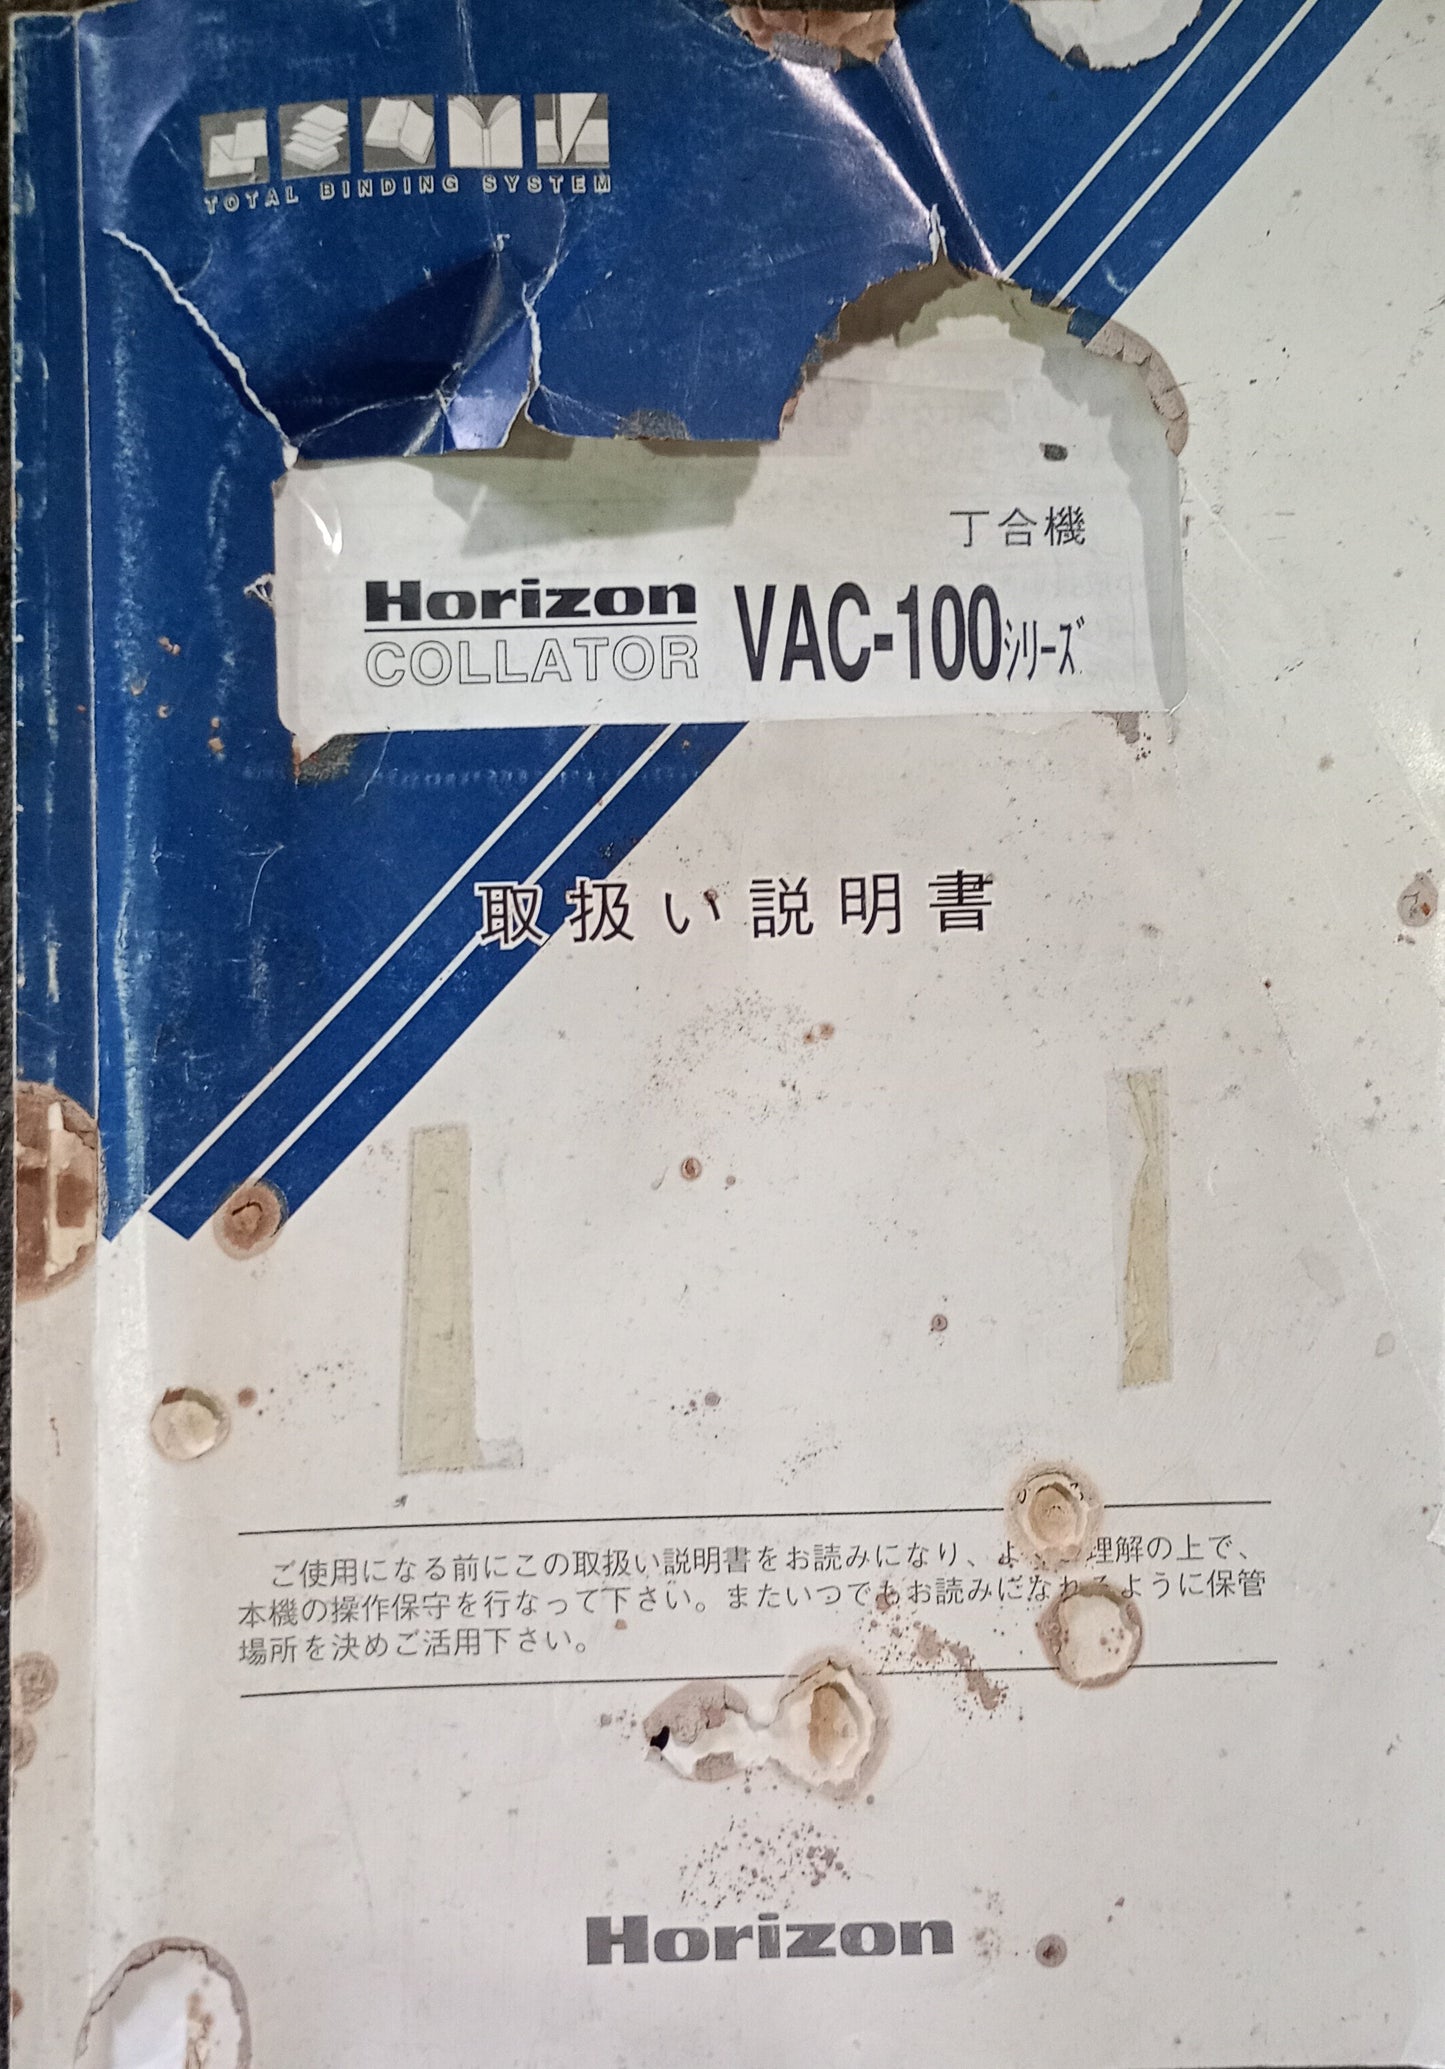 TOTAL BINDING SYSTEM
丁合機
Horizon
COLLATOR
VAC-100シリーズ
取扱い説明書
ご使用になる前にこの取扱い説明書をお読みになり、よ 理解の上で、
本機の操作保守を行なって下さい。またいつでもお読みになれるように保管
場所を決めご活用下さい。
Horizon